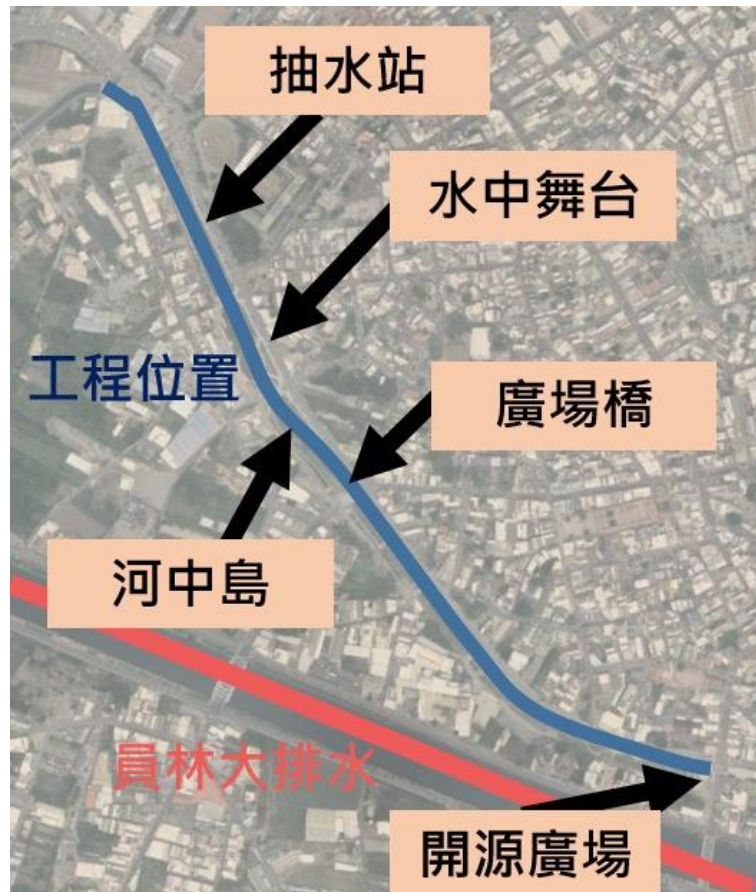 抽水站
水中舞台
工程位置
廣場橋
河中島
員林大排水
開源廣場